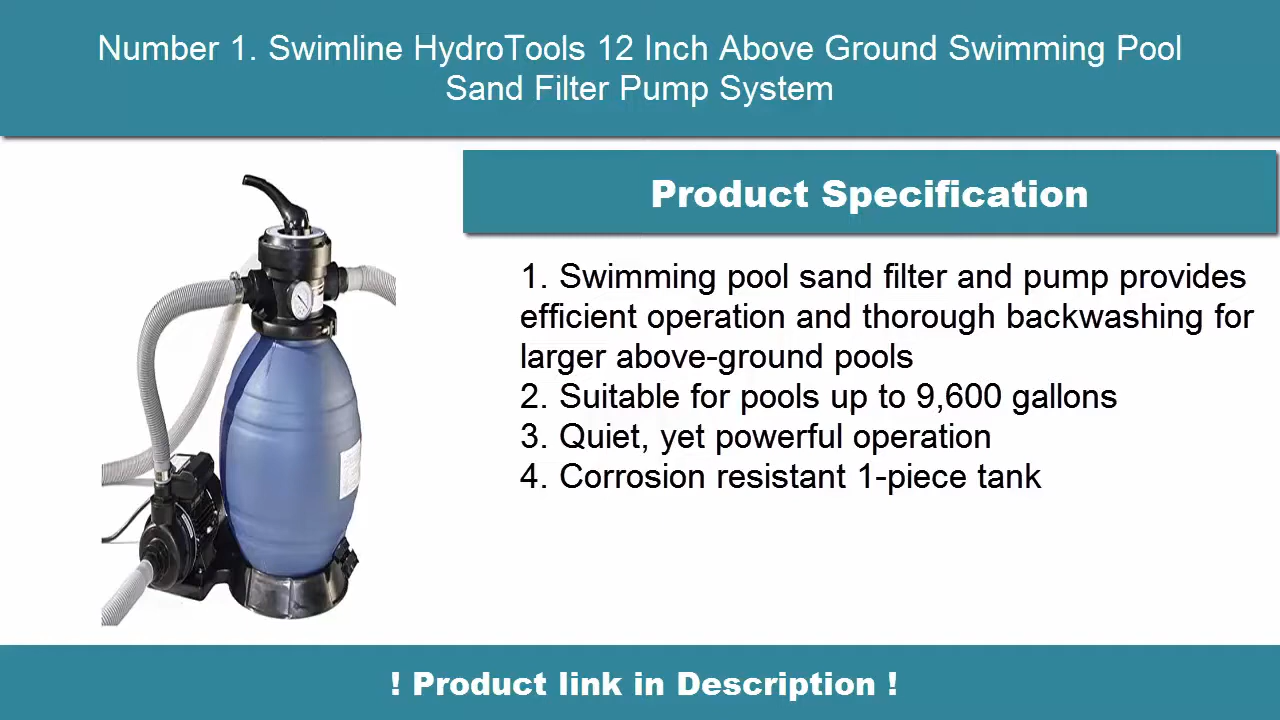 Number 1. Swimline HydroTools 12 Inch Above Ground Swimming Pool
Sand Filter Pump System
Product Specification
1. Swimming pool sand filter and pump provides
efficient operation and thorough backwashing for
larger above-ground pools
2. Suitable for pools up to 9,600 gallons
3. Quiet, yet powerful operation
4. Corrosion resistant 1-piece tank
! Product link in Description !